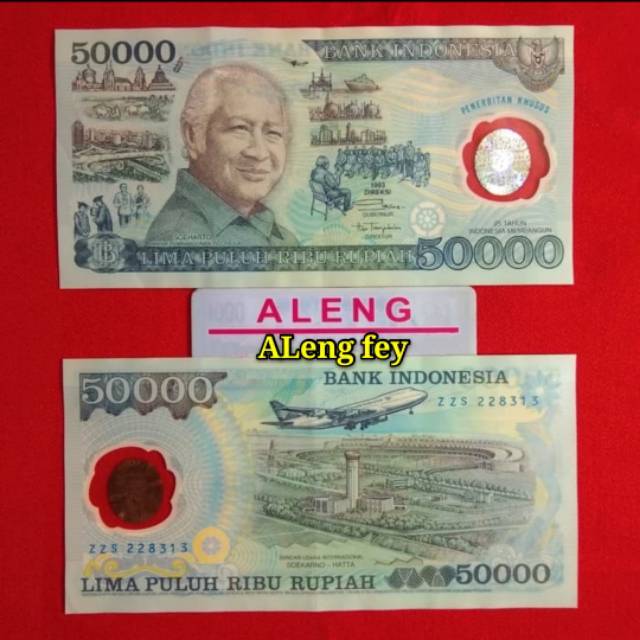 50000
BANK INDONESIA
PENERBITAN KHUSUS
1993
DIREKSI
GUBERNUR
DIREKTUR
SOEHARTO
25 TAHUN
INDONESIA MEMBANGUN
LIMA PULUH RIBU RUPIAH 50000
ALENG
ALeng fey
50000
BANK INDONESIA
ZZS 228313
ZZS 228313
BANDAR UDARA INTERNASIONAL
SOEKARNO - HATTA
LIMA PULUH RIBU RUPIAH 50000